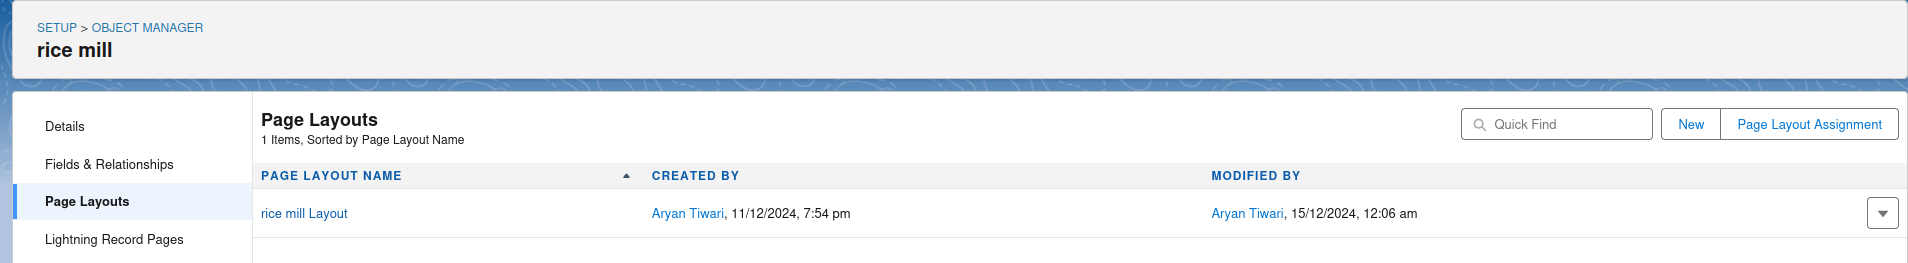 SETUP > OBJECT MANAGER
rice mill
Details
Fields & Relationships
Page Layouts
Lightning Record Pages
Page Layouts
1 Items, Sorted by Page Layout Name
Quick Find
New
Page Layout Assignment
PAGE LAYOUT NAME CREATED BY MODIFIED BY
rice mill Layout Aryan Tiwari, 11/12/2024, 7:54 pm Aryan Tiwari, 15/12/2024, 12:06 am